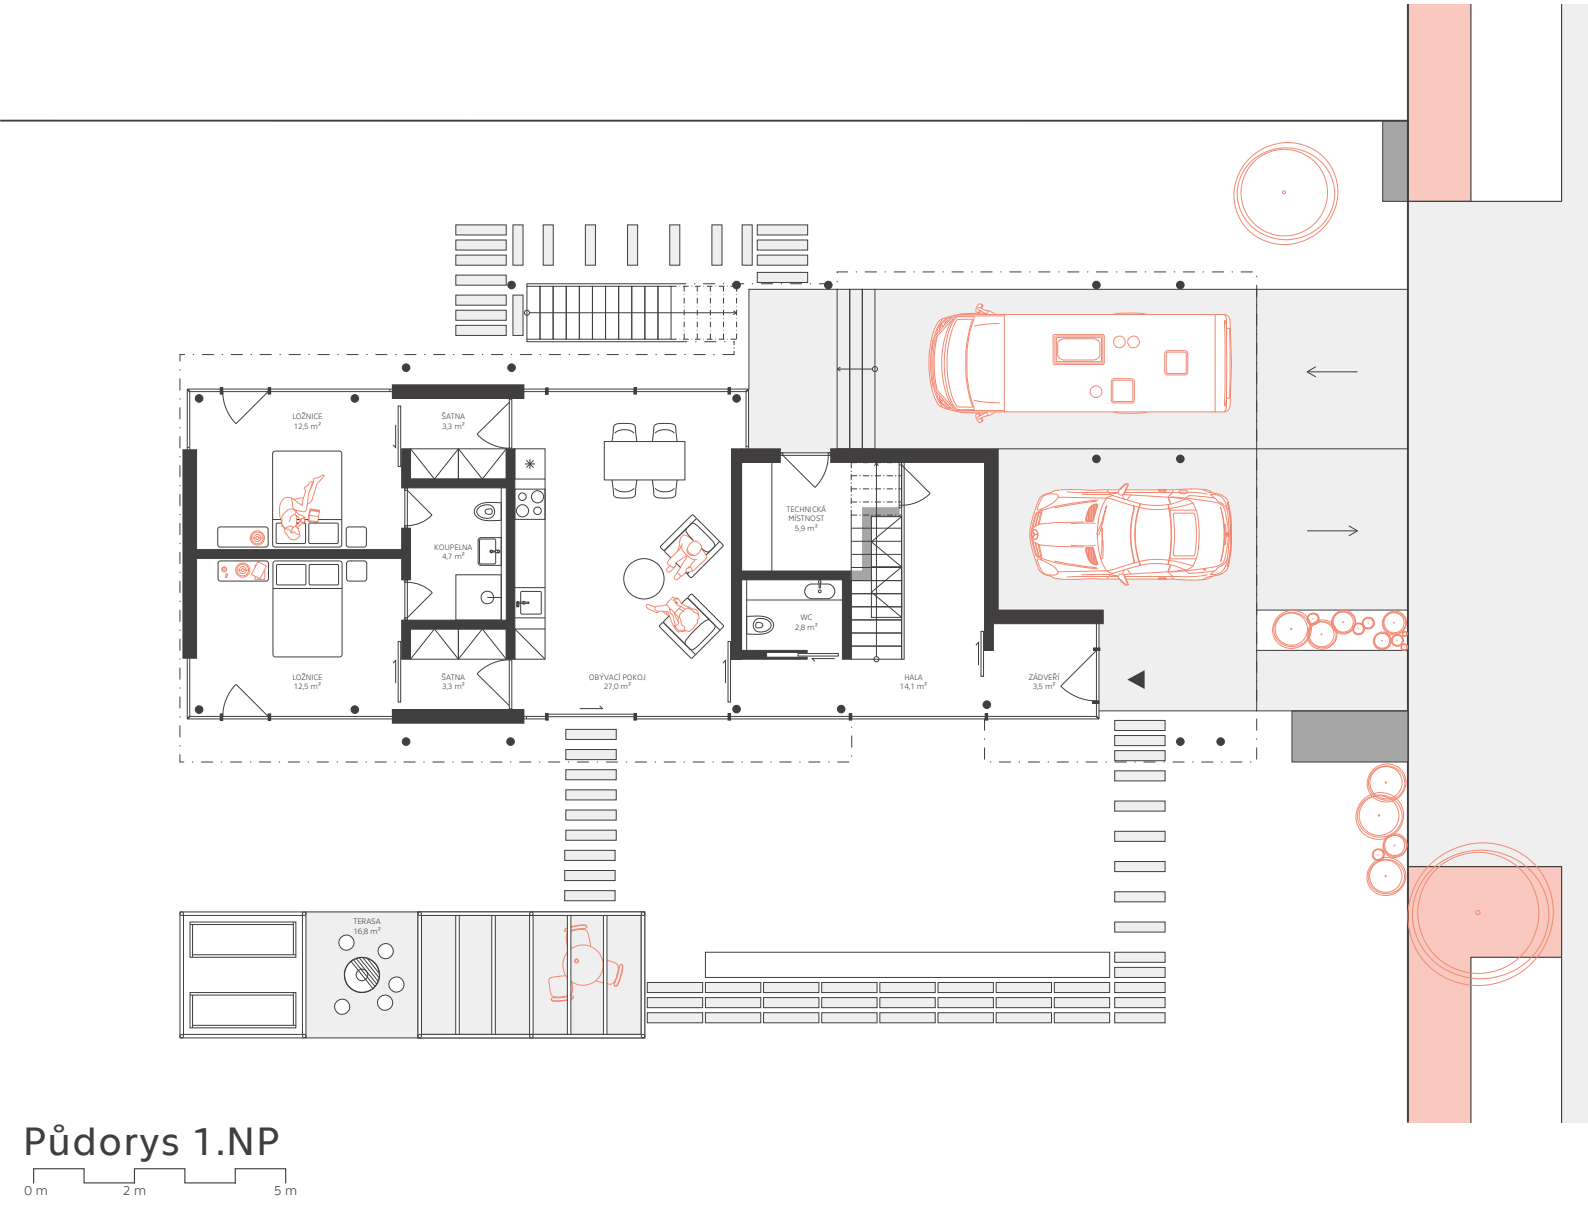 LOŽNICE
12,5 m²
ŠATNA
3,3 m²
TECHNICKÁ
MÍSTNOST
5,9 m²
KOUPELNA
4,7 m²
WC
2,8 m²
LOŽNICE
12,5 m²
ŠATNA
3,3 m²
OBÝVACÍ POKOJ
27,0 m²
HALA
14,1 m²
ZÁDVEŘÍ
3,5 m²
TERASA
16,8 m²
Půdorys 1.NP
0 m 2 m 5 m